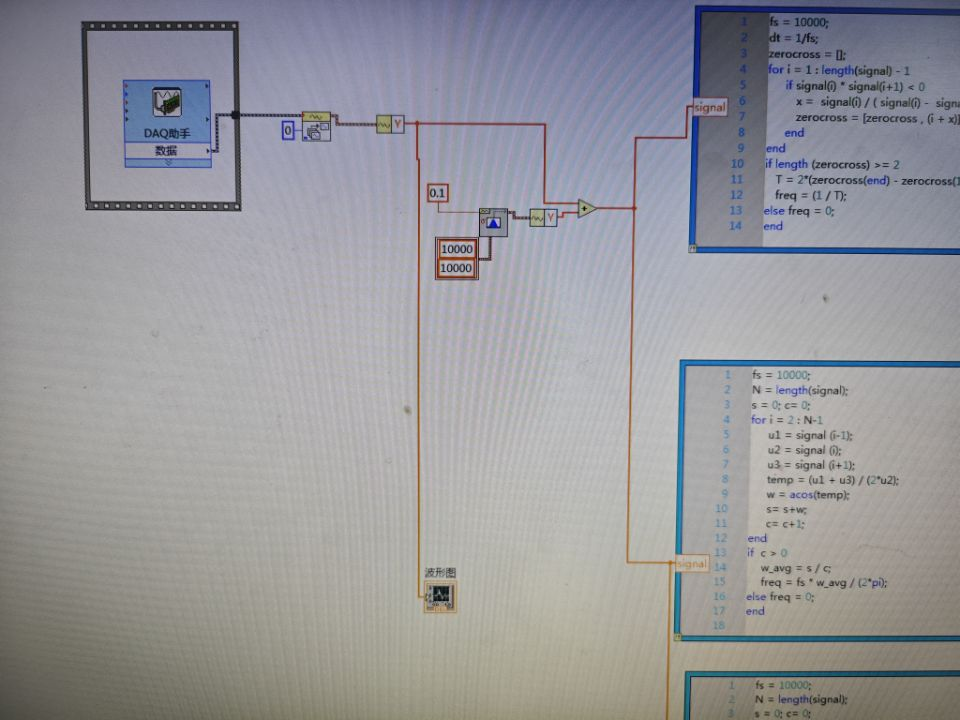 DAQ助手
数据
0
Y
0.1
10000
10000
Y
+
波形图
signal
1 fs = 10000;
2 dt = 1/fs;
3 zerocross = [];
4 for i = 1 : length(signal) - 1
5 if signal(i) * signal(i+1) < 0
6 x = signal(i) / ( signal(i) - signa
7 zerocross = [zerocross , (i + x)]
8 end
9 end
10 if length (zerocross) >= 2
11 T = 2*(zerocross(end) - zerocross(1
12 freq = (1 / T);
13 else freq = 0;
14 end
signal
1 fs = 10000;
2 N = length(signal);
3 s = 0; c= 0;
4 for i = 2 : N-1
5 u1 = signal (i-1);
6 u2 = signal (i);
7 u3 = signal (i+1);
8 temp = (u1 + u3) / (2*u2);
9 w = acos(temp);
10 s= s+w;
11 c= c+1;
12 end
13 if c > 0
14 w_avg = s / c;
15 freq = fs * w_avg / (2*pi);
16 else freq = 0;
17 end
18
1 fs = 10000;
2 N = length(signal);
3 s = 0; c= 0;